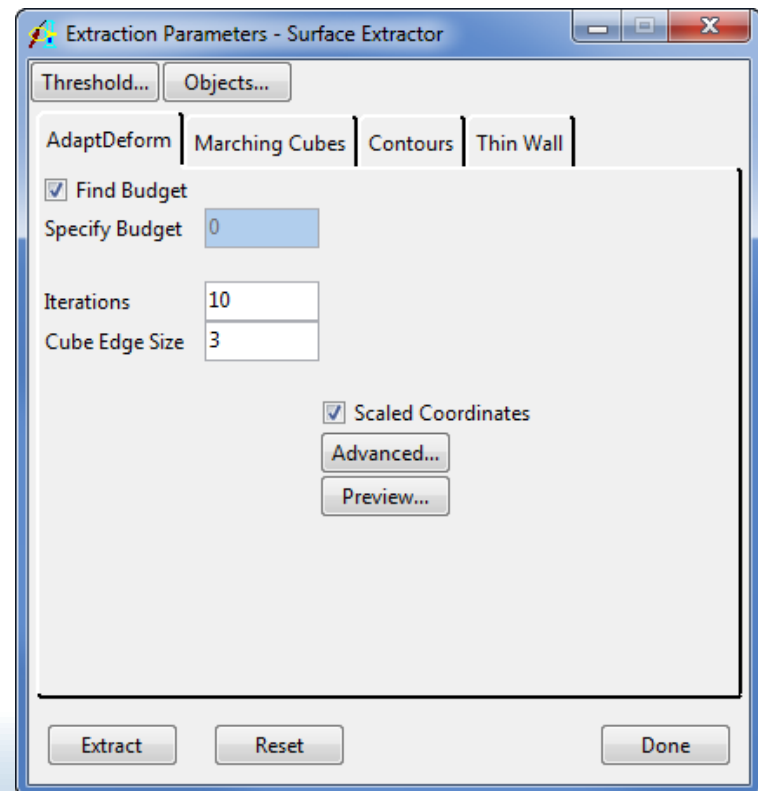 Extraction Parameters - Surface Extractor
Threshold... Objects...
AdaptDeform Marching Cubes Contours Thin Wall
Find Budget
Specify Budget 0
Iterations 10
Cube Edge Size 3
Scaled Coordinates
Advanced...
Preview...
Extract Reset Done